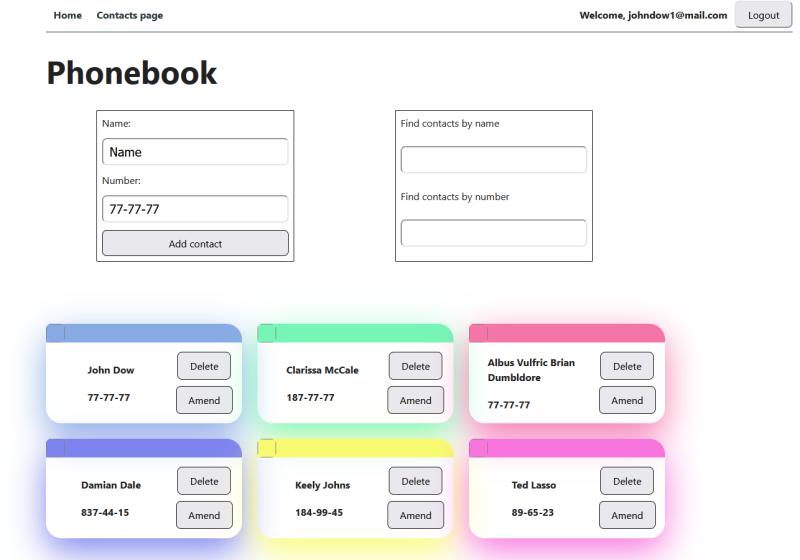 Home Contacts page Welcome, johndow1@mail.com Logout
Phonebook
Name:
Name
Number:
77-77-77
Add contact
Find contacts by name
Find contacts by number
John Dow
77-77-77
Delete
Amend
Clarissa McCale
187-77-77
Delete
Amend
Albus Vulfric Brian
Dumbldore
77-77-77
Delete
Amend
Damian Dale
837-44-15
Delete
Amend
Keely Johns
184-99-45
Delete
Amend
Ted Lasso
89-65-23
Delete
Amend